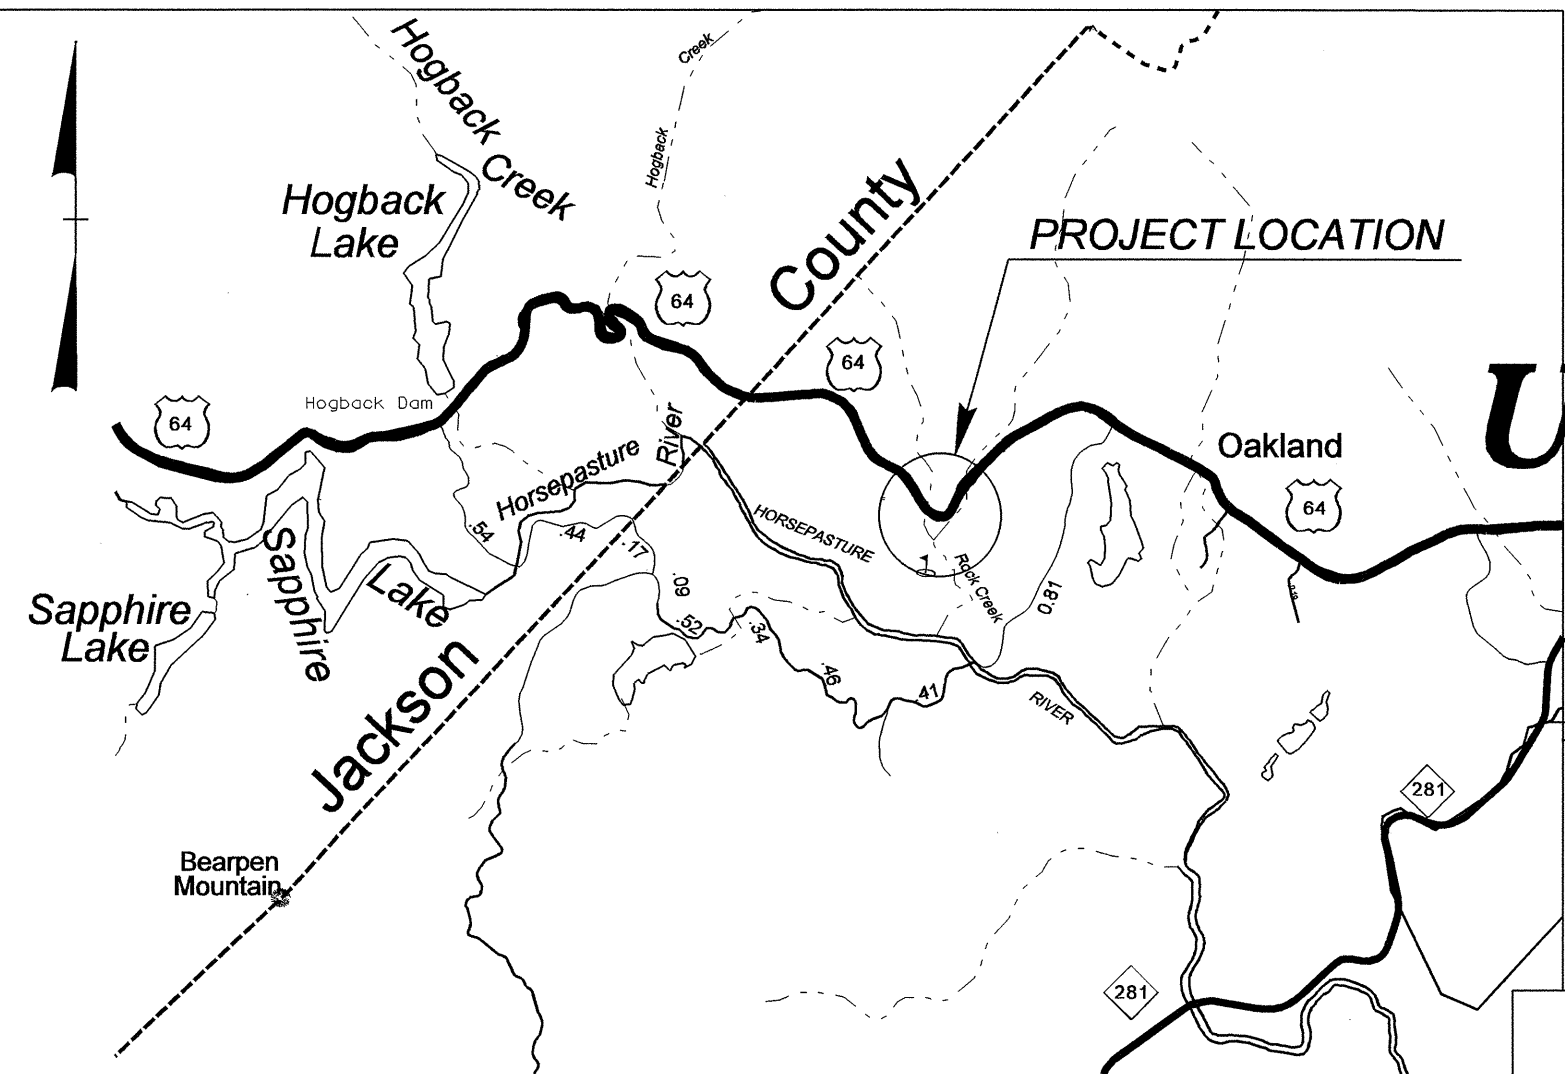 Hogback
Creek
Creek
Hogback
Hogback
Lake
County
PROJECT LOCATION
64
64
64
Hogback Dam
River
Horsepasture
Oakland
U
64
.54
.44
.17
HORSEPASTURE
Rock Creek
0.81
Sapphire
Lake
Sapphire
Lake
.09
.52
.34
.46
.41
RIVER
Jackson
281
Bearpen
Mountain
281